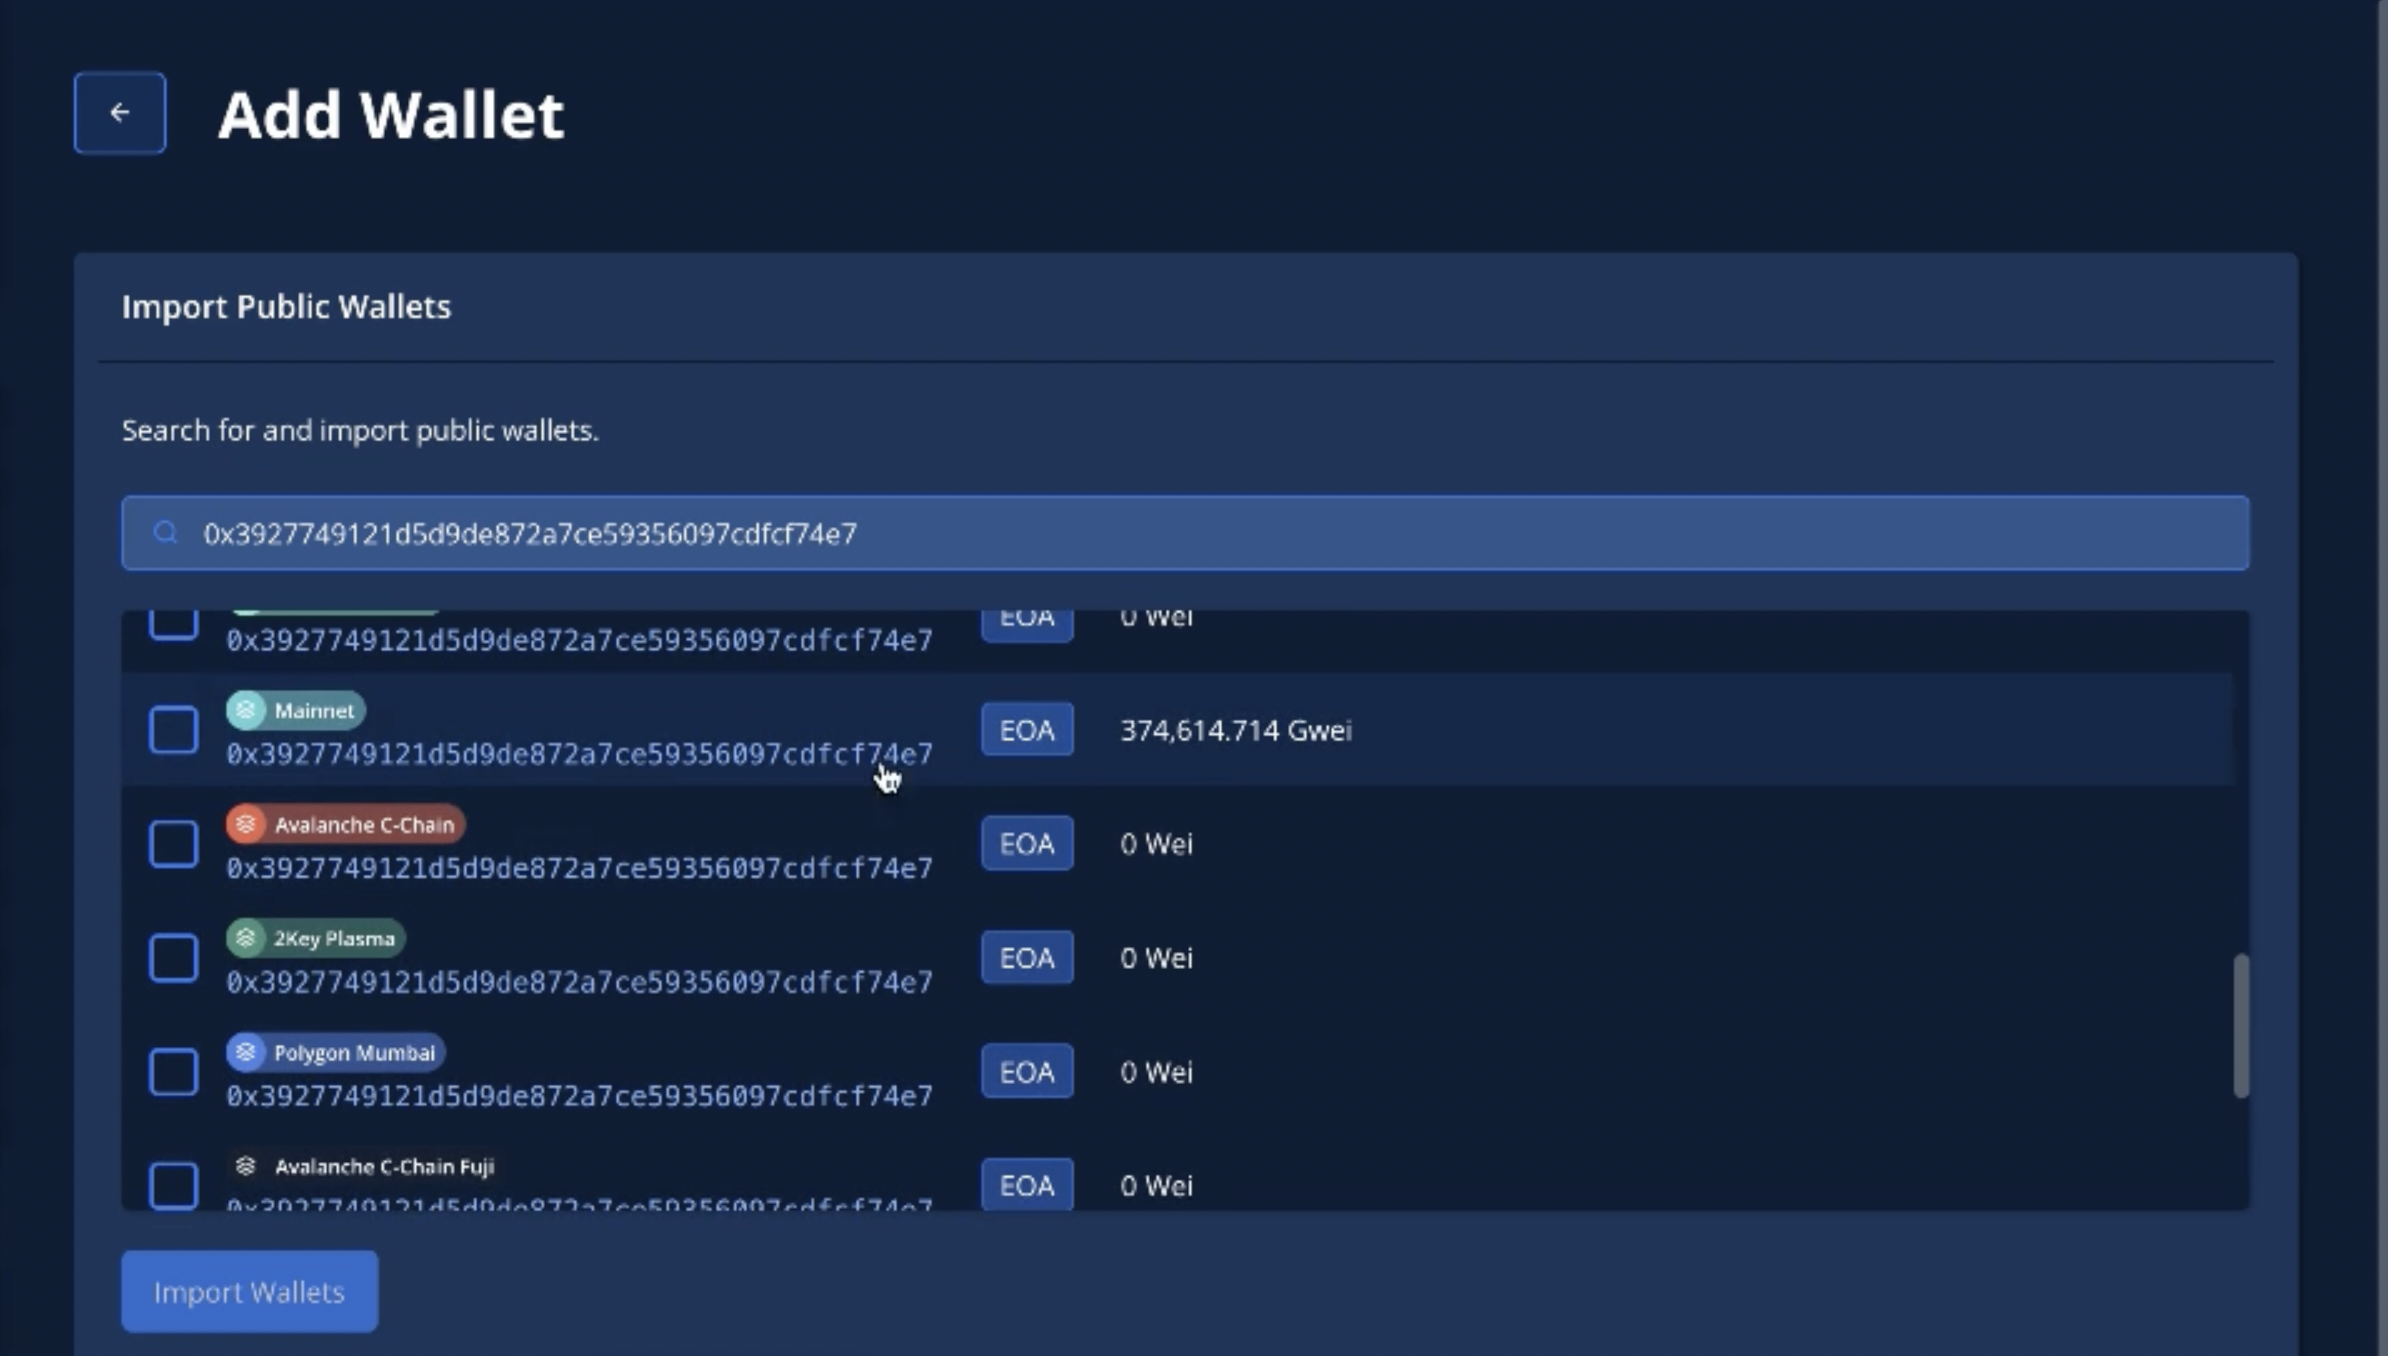 Add Wallet
Import Public Wallets
Search for and import public wallets.
0x3927749121d5d9de872a7ce59356097cdfcf74e7
EOA 0 Wei
0x3927749121d5d9de872a7ce59356097cdfcf74e7
Mainnet
0x3927749121d5d9de872a7ce59356097cdfcf74e7 EOA 374,614.714 Gwei
Avalanche C-Chain
0x3927749121d5d9de872a7ce59356097cdfcf74e7 EOA 0 Wei
2Key Plasma
0x3927749121d5d9de872a7ce59356097cdfcf74e7 EOA 0 Wei
Polygon Mumbai
0x3927749121d5d9de872a7ce59356097cdfcf74e7 EOA 0 Wei
Avalanche C-Chain Fuji
EOA 0 Wei
Import Wallets